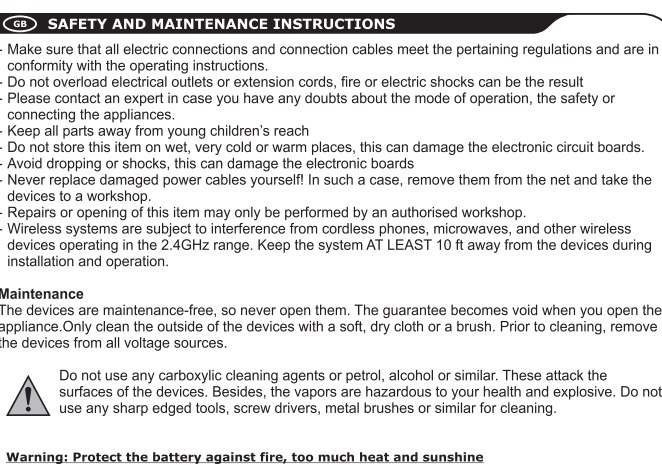 GB SAFETY AND MAINTENANCE INSTRUCTIONS
- Make sure that all electric connections and connection cables meet the pertaining regulations and are in
conformity with the operating instructions.
- Do not overload electrical outlets or extension cords, fire or electric shocks can be the result
- Please contact an expert in case you have any doubts about the mode of operation, the safety or
connecting the appliances.
- Keep all parts away from young children's reach
- Do not store this item on wet, very cold or warm places, this can damage the electronic circuit boards.
- Avoid dropping or shocks, this can damage the electronic boards
- Never replace damaged power cables yourself! In such a case, remove them from the net and take the
devices to a workshop.
- Repairs or opening of this item may only be performed by an authorised workshop.
- Wireless systems are subject to interference from cordless phones, microwaves, and other wireless
devices operating in the 2.4GHz range. Keep the system AT LEAST 10 ft away from the devices during
installation and operation.
Maintenance
The devices are maintenance-free, so never open them. The guarantee becomes void when you open the
appliance.Only clean the outside of the devices with a soft, dry cloth or a brush. Prior to cleaning, remove
the devices from all voltage sources.
Do not use any carboxylic cleaning agents or petrol, alcohol or similar. These attack the
surfaces of the devices. Besides, the vapors are hazardous to your health and explosive. Do not
use any sharp edged tools, screw drivers, metal brushes or similar for cleaning.
Warning: Protect the battery against fire, too much heat and sunshine